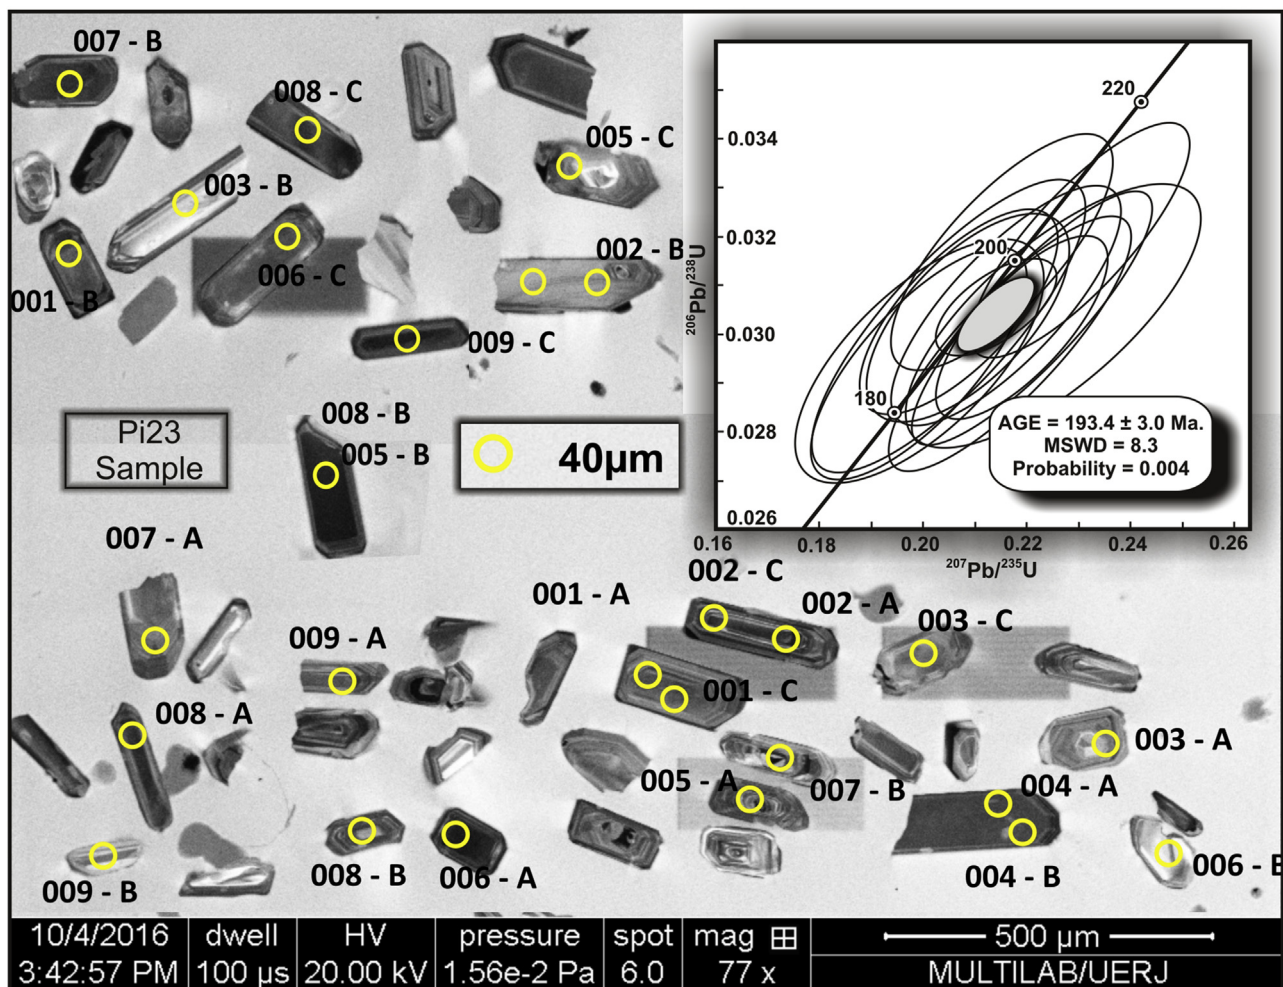 007 - B
008 - C
005 - C
003 - B
006 - C
002 - B
001 - B
009 - C
008 - B
005 - B
Pi23
Sample
40µm
220
200
180
0.034
0.032
0.030
0.028
0.026
206Pb/238U
AGE = 193.4 ± 3.0 Ma.
MSWD = 8.3
Probability = 0.004
0.16 0.18 0.20 0.22 0.24 0.26
207Pb/235U
007 - A
002 - C
001 - A
002 - A
003 - C
009 - A
001 - C
008 - A
003 - A
005 - A
007 - B
004 - A
008 - B
006 - A
004 - B
006 - B
009 - B
10/4/2016 dwell HV pressure spot mag 500 µm
3:42:57 PM 100 µs 20.00 kV 1.56e-2 Pa 6.0 77 x MULTILAB/UERJ